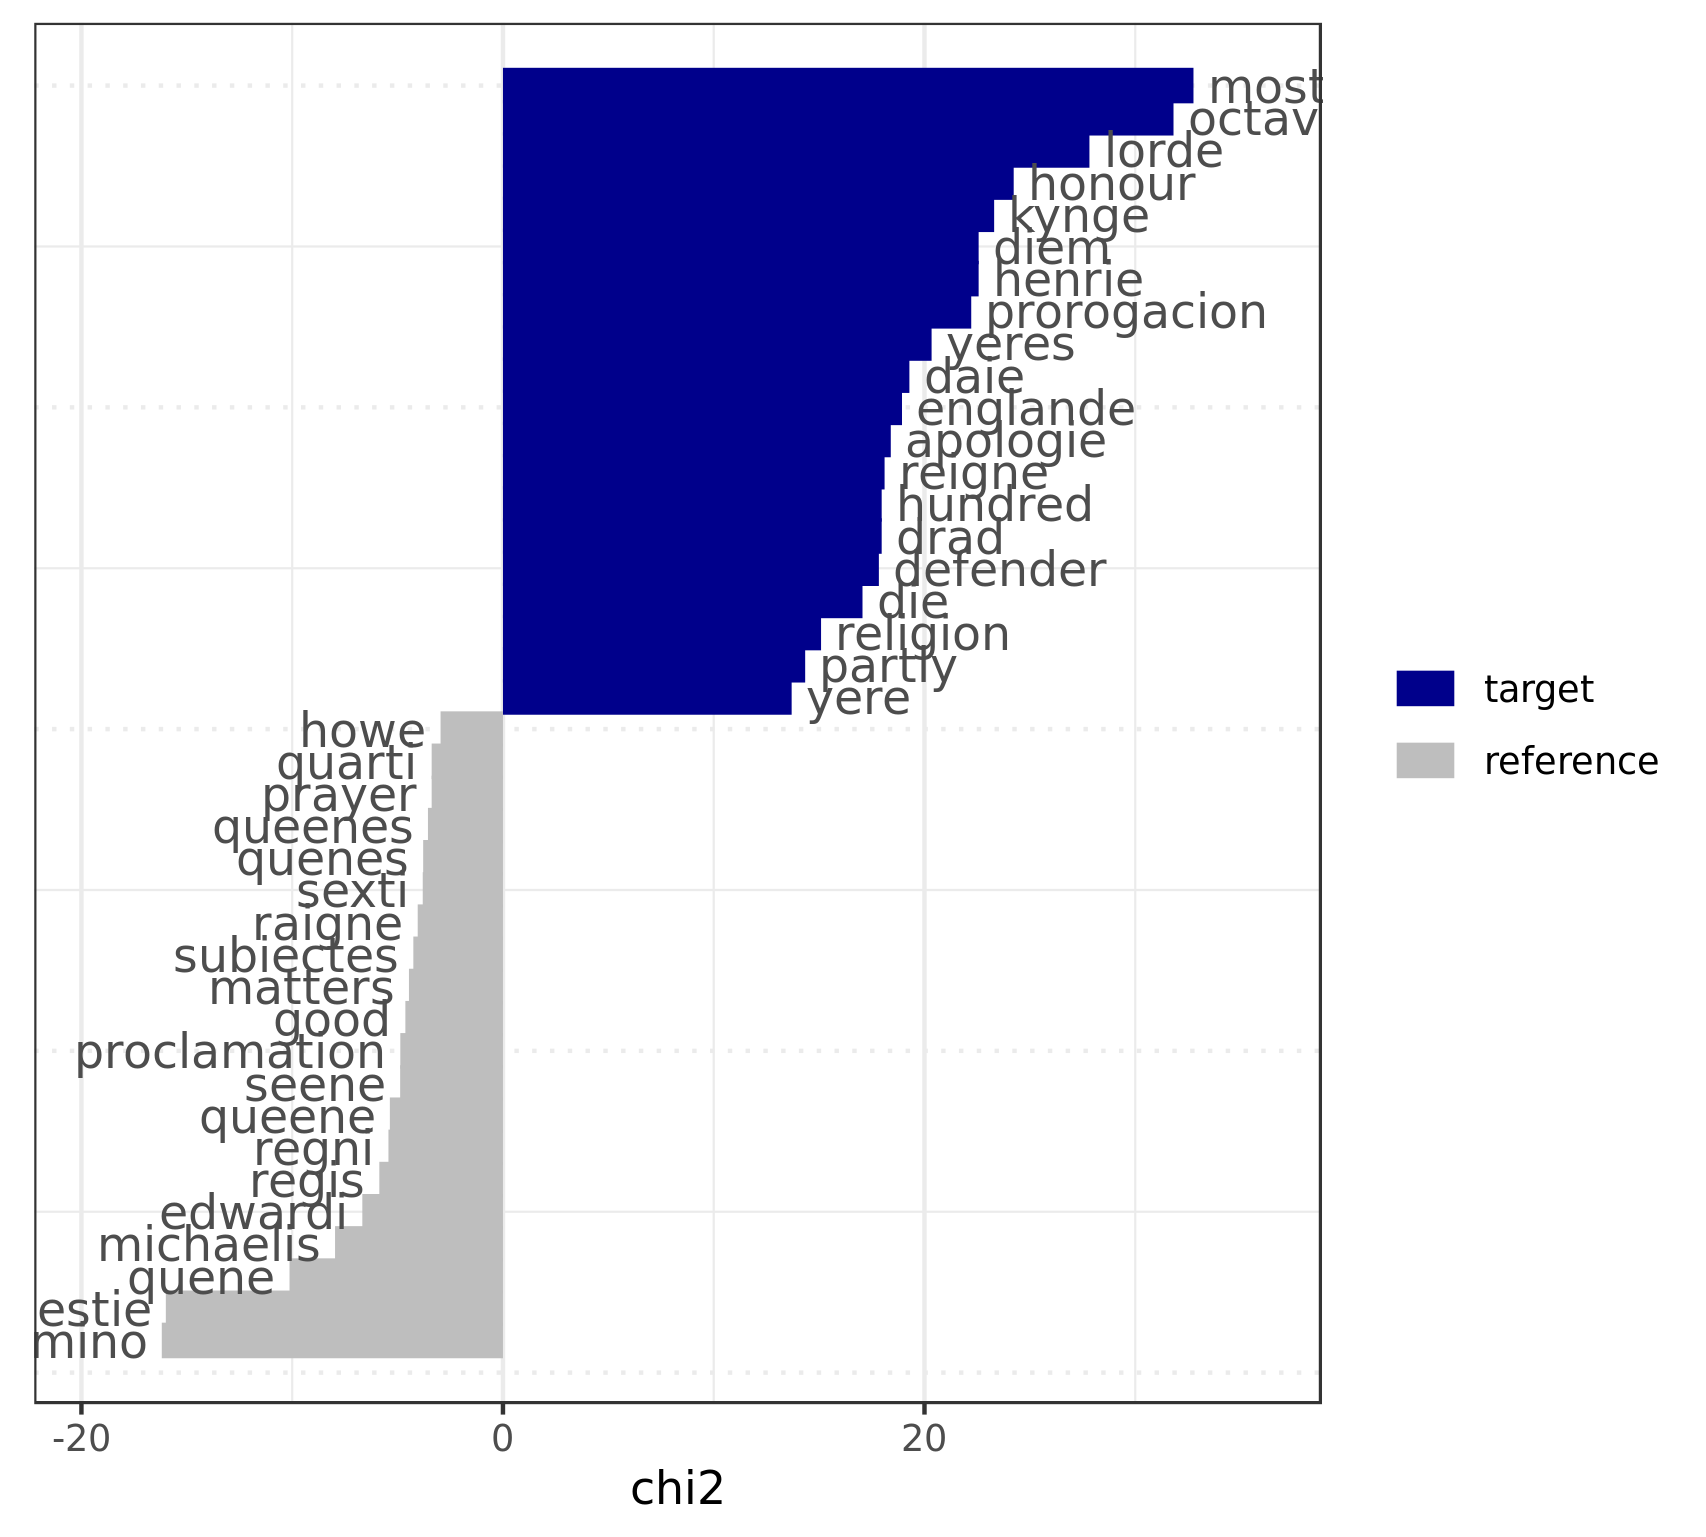 most
octav
lorde
honour
kynge
diem
henrie
prorogacion
yeres
daie
englande
apologie
reigne
hundred
drad
defender
die
religion
partly
yere
howe
quarti
prayer
queenes
quenes
sexti
raigne
subiectes
matters
good
proclamation
seene
queene
regni
regis
edwardi
michaelis
quene
estie
mino
target
reference
-20 0 20
chi2